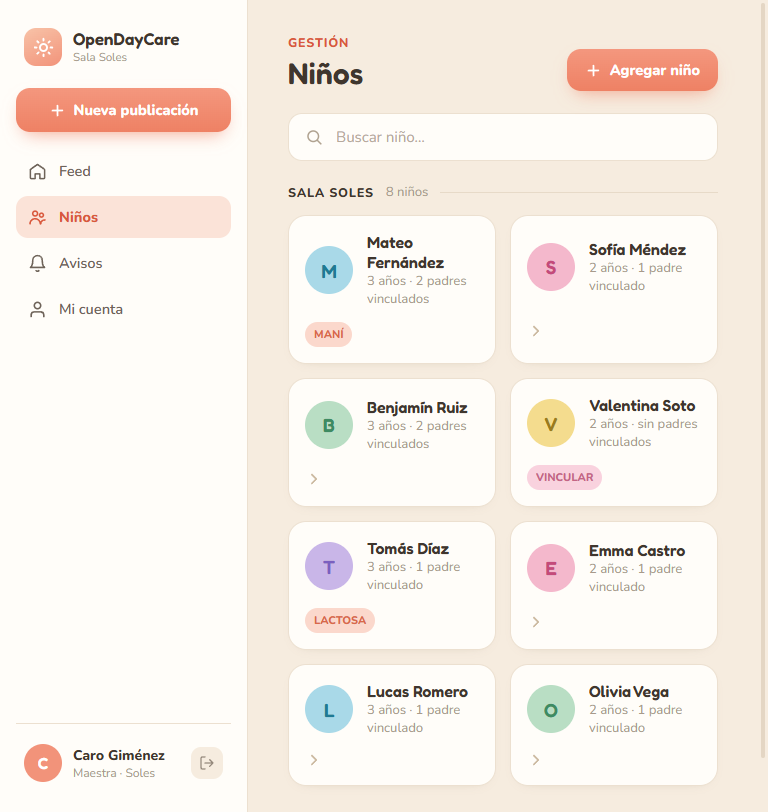 OpenDayCare
Sala Soles
Nueva publicación
Feed
Niños
Avisos
Mi cuenta
C
Caro Giménez
Maestra · Soles
GESTIÓN
Niños
Agregar niño
Buscar niño...
SALA SOLES 8 niños
M
Mateo
Fernández
3 años · 2 padres
vinculados
MANÍ
S
Sofía Méndez
2 años · 1 padre
vinculado
B
Benjamín Ruiz
3 años · 2 padres
vinculados
V
Valentina Soto
2 años · sin padres
vinculados
VINCULAR
T
Tomás Díaz
3 años · 1 padre
vinculado
LACTOSA
E
Emma Castro
2 años · 1 padre
vinculado
L
Lucas Romero
3 años · 1 padre
vinculado
O
Olivia Vega
2 años · 1 padre
vinculado